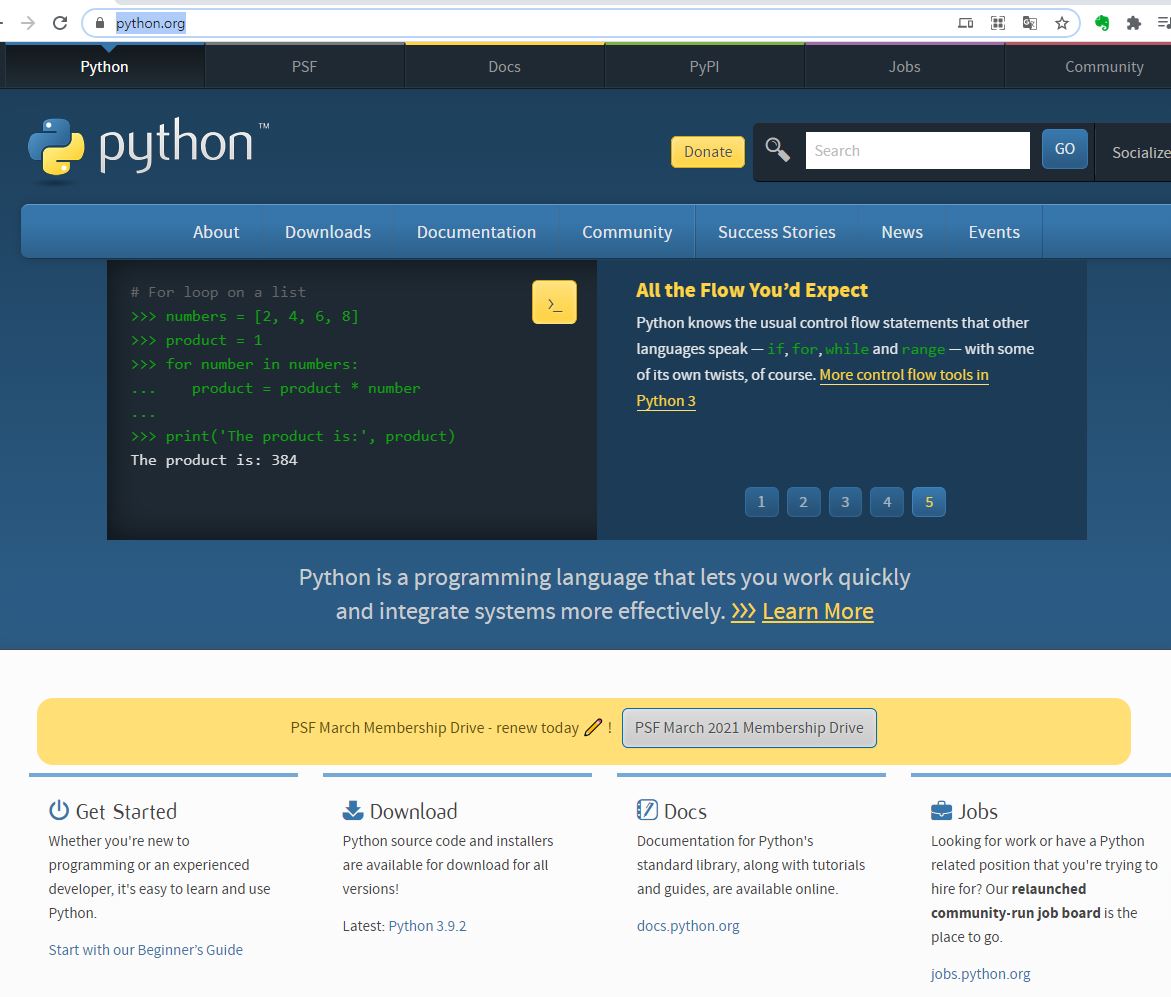 python.org
Python PSF Docs PyPI Jobs Community
python™
Donate Search GO Socialize
About Downloads Documentation Community Success Stories News Events
# For loop on a list
>>> numbers = [2, 4, 6, 8]
>>> product = 1
>>> for number in numbers:
...    product = product * number
...
>>> print('The product is:', product)
The product is: 384
>_
All the Flow You’d Expect
Python knows the usual control flow statements that other
languages speak — if, for, while and range — with some
of its own twists, of course. More control flow tools in
Python 3
1 2 3 4 5
Python is a programming language that lets you work quickly
and integrate systems more effectively. >>> Learn More
PSF March Membership Drive - renew today ! PSF March 2021 Membership Drive
Get Started
Whether you're new to
programming or an experienced
developer, it's easy to learn and use
Python.
Start with our Beginner’s Guide
Download
Python source code and installers
are available for download for all
versions!
Latest: Python 3.9.2
Docs
Documentation for Python's
standard library, along with tutorials
and guides, are available online.
docs.python.org
Jobs
Looking for work or have a Python
related position that you're trying to
hire for? Our relaunched
community-run job board is the
place to go.
jobs.python.org